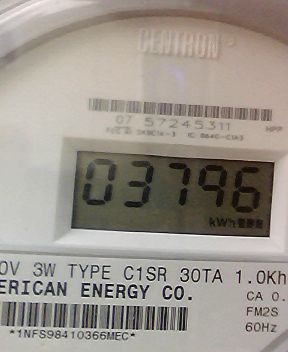 CENTRON®
07 57245311 HPP
03796
kWh
0V 3W TYPE C1SR 30TA 1.0Kh
ERICAN ENERGY CO. CA 0.
FM2S
*1NFS98410366MEC* 60Hz